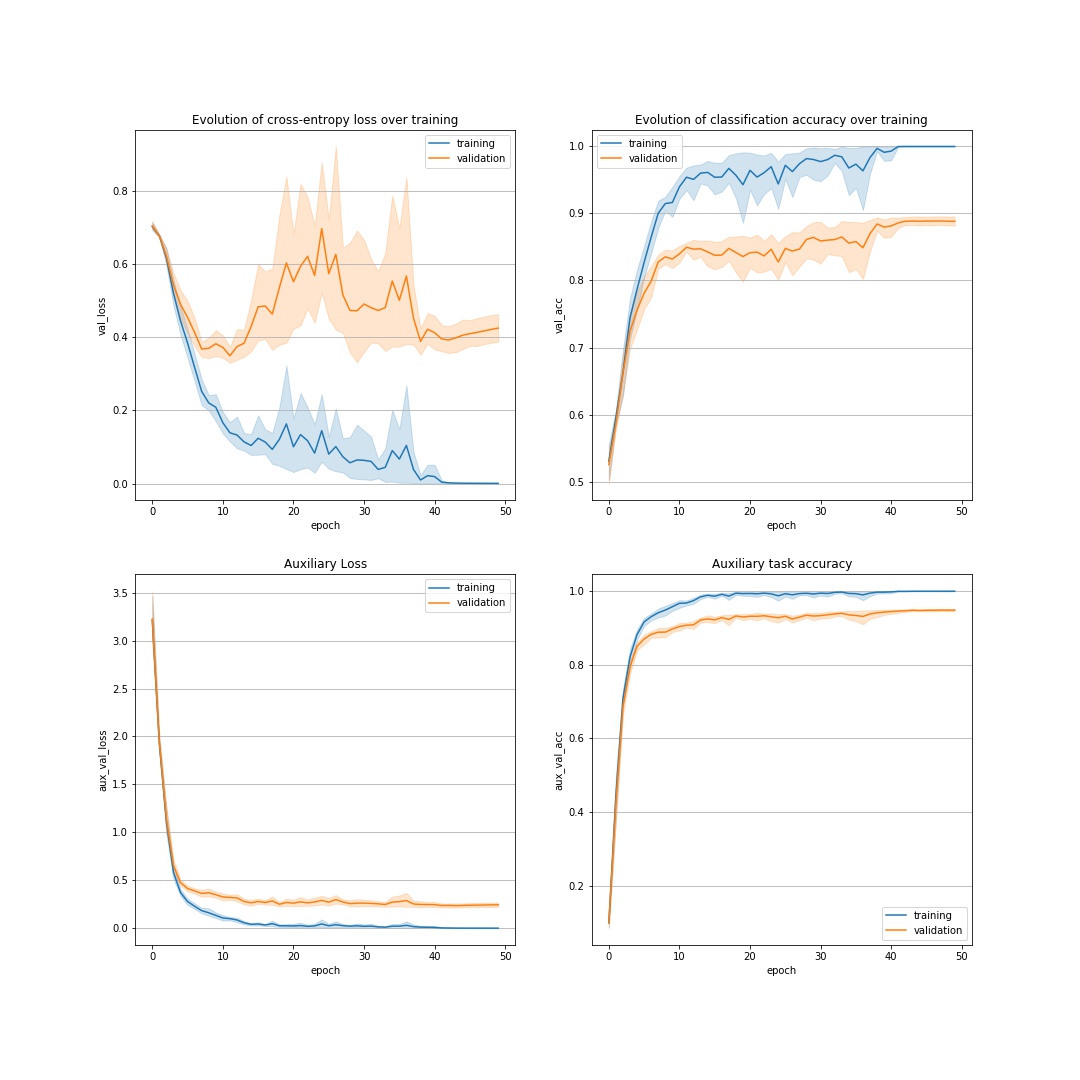 Evolution of cross-entropy loss over training
training
validation
0.8
0.6
0.4
0.2
0.0
val_loss
0 10 20 30 40 50
epoch
Evolution of classification accuracy over training
training
validation
1.0
0.9
0.8
0.7
0.6
0.5
val_acc
0 10 20 30 40 50
epoch
Auxiliary Loss
training
validation
3.5
3.0
2.5
2.0
1.5
1.0
0.5
0.0
aux_val_loss
0 10 20 30 40 50
epoch
Auxiliary task accuracy
1.0
0.8
0.6
0.4
0.2
aux_val_acc
training
validation
0 10 20 30 40 50
epoch